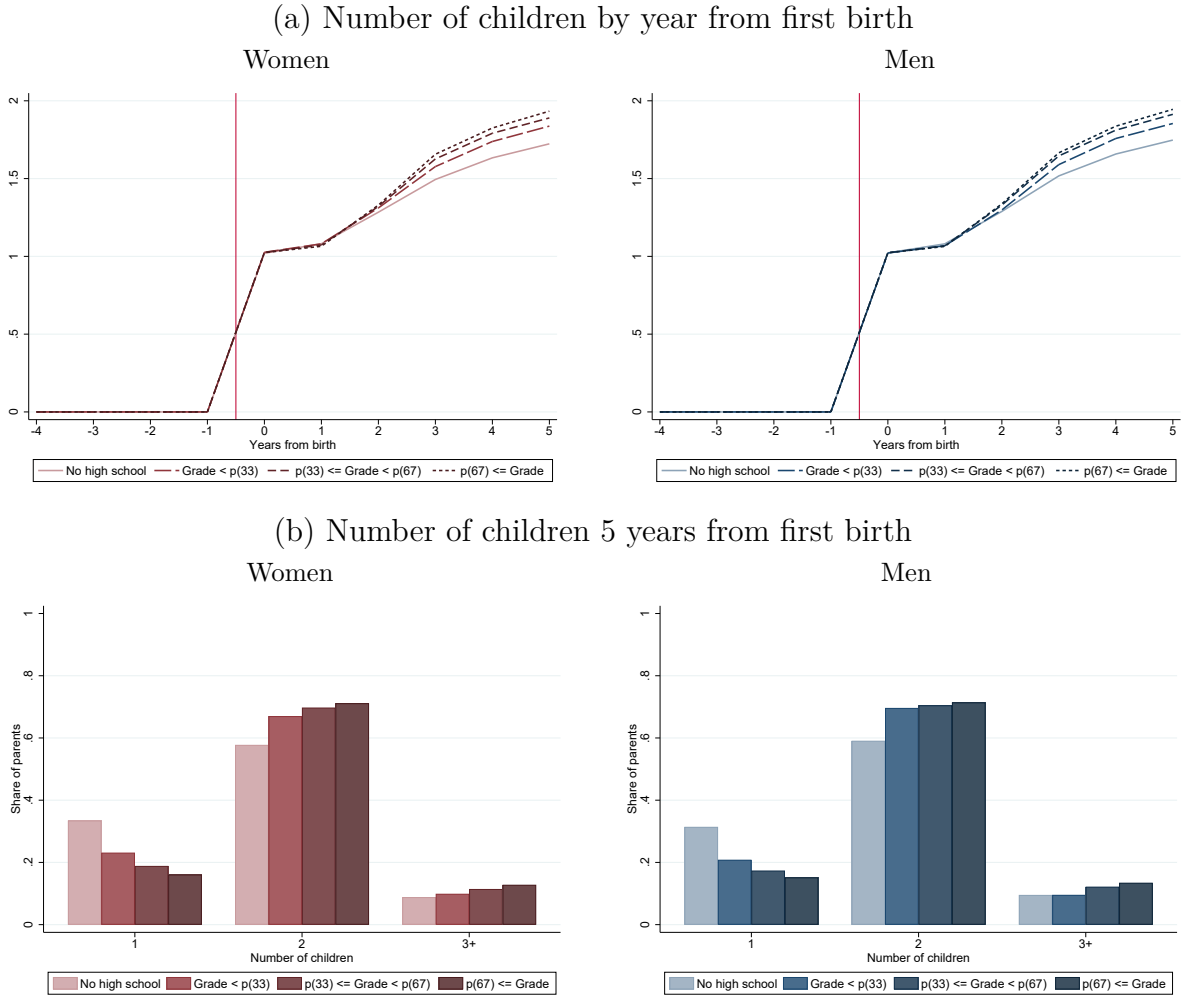 (a) Number of children by year from first birth
Women
Men
2
1.5
1
.5
0
-4 -3 -2 -1 0 1 2 3 4 5
Years from birth
No high school Grade < p(33) p(33) <= Grade < p(67) p(67) <= Grade
2
1.5
1
.5
0
-4 -3 -2 -1 0 1 2 3 4 5
Years from birth
No high school Grade < p(33) p(33) <= Grade < p(67) p(67) <= Grade
(b) Number of children 5 years from first birth
Women
Men
Share of parents
1
.8
.6
.4
.2
0
1 2 3+
Number of children
No high school Grade < p(33) p(33) <= Grade < p(67) p(67) <= Grade
Share of parents
1
.8
.6
.4
.2
0
1 2 3+
Number of children
No high school Grade < p(33) p(33) <= Grade < p(67) p(67) <= Grade